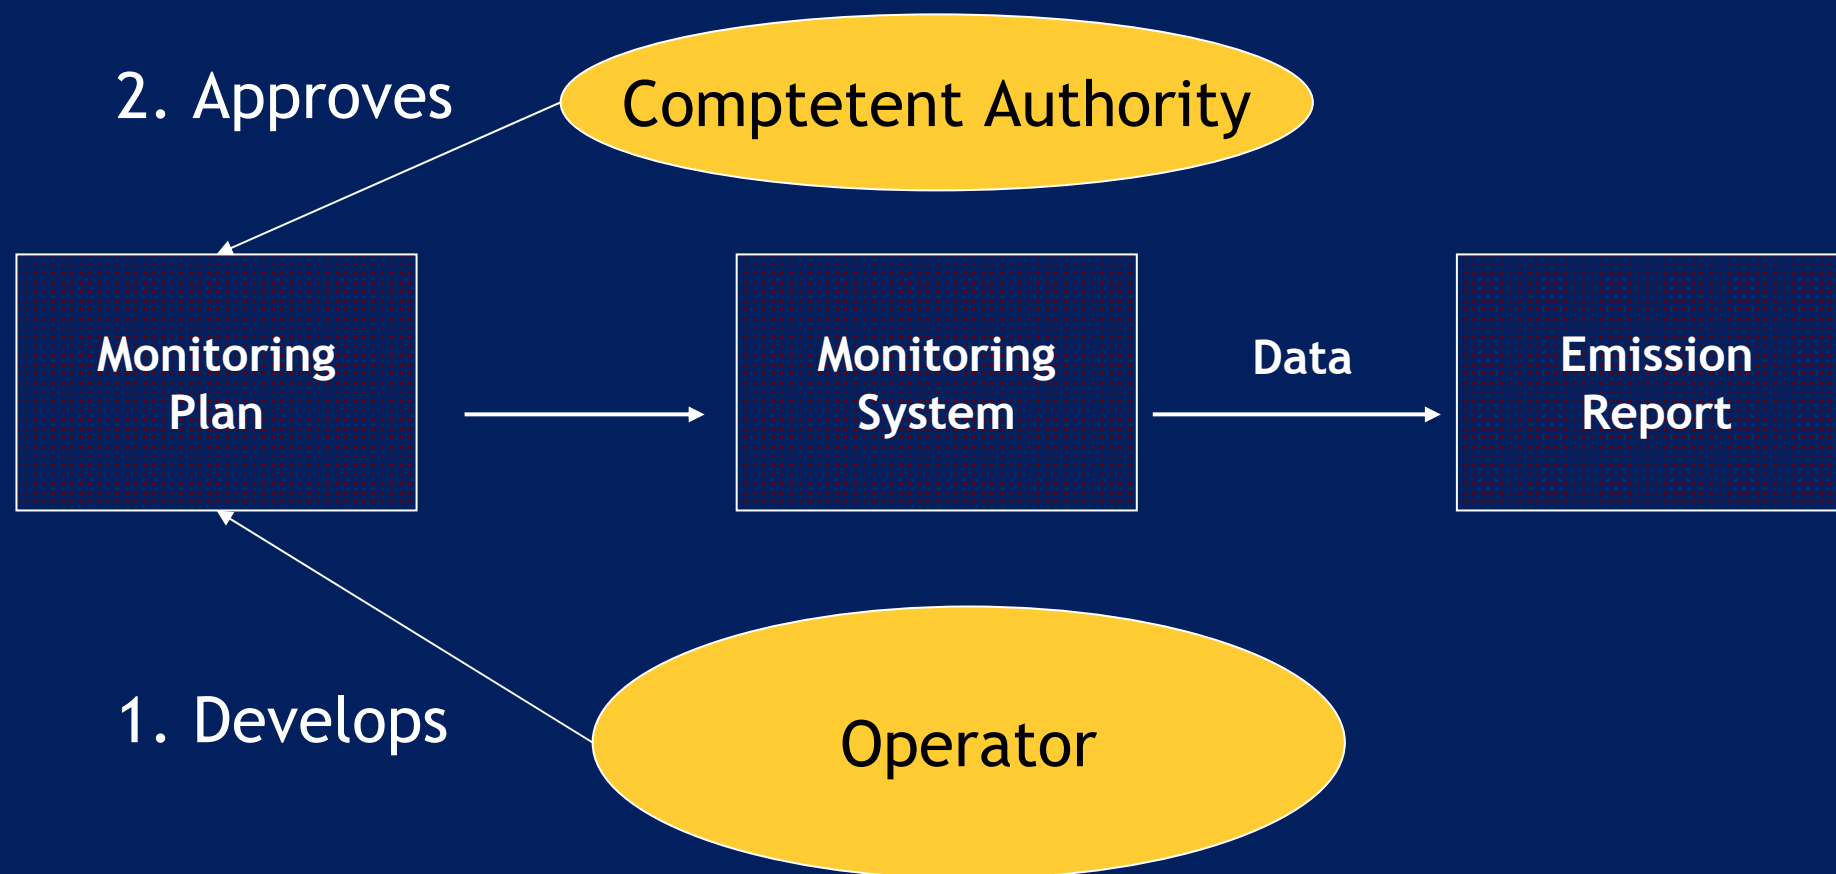 2. Approves
Comptetent Authority
Monitoring
Plan
Monitoring
System
Data
Emission
Report
1. Develops
Operator